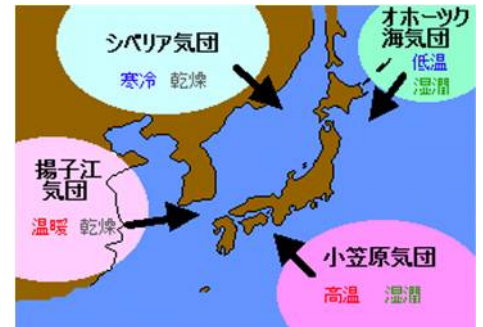 シベリア気団
寒冷 乾燥
オホーツク
海気団
低温
湿潤
揚子江
気団
温暖 乾燥
小笠原気団
高温 湿潤